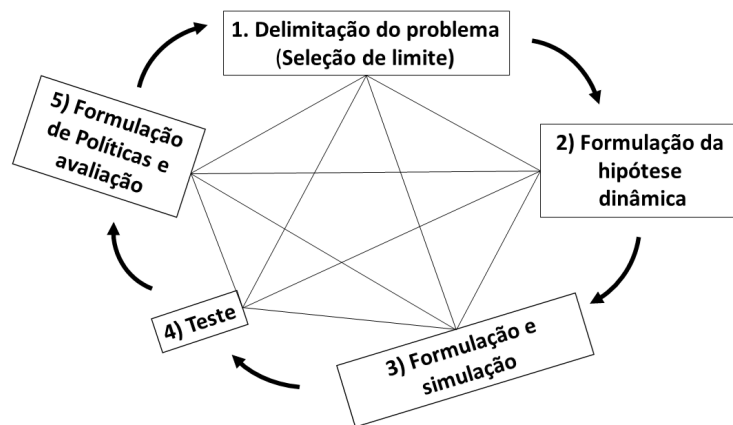 1. Delimitação do problema
(Seleção de limite)
2) Formulação da
hipótese
dinâmica
3) Formulação e
simulação
4) Teste
5) Formulação
de Políticas e
avaliação